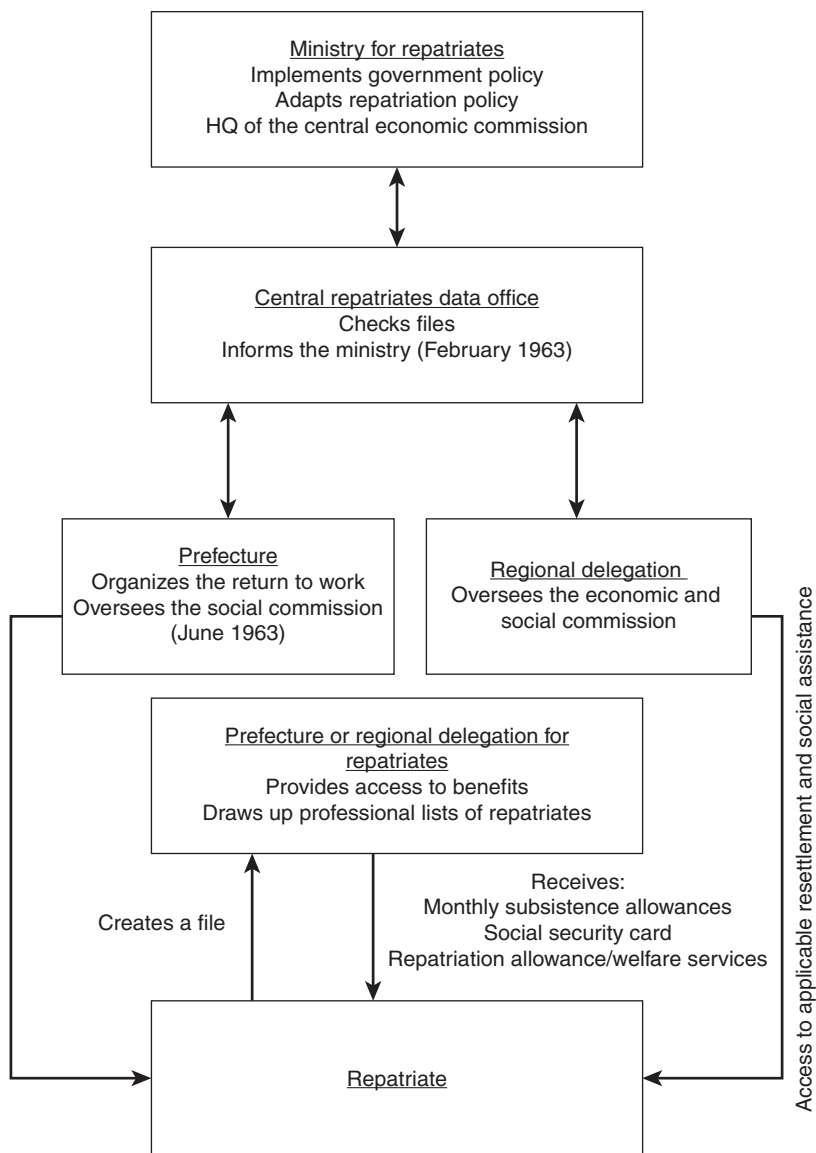 Ministry for repatriates
Implements government policy
Adapts repatriation policy
HQ of the central economic commission
Central repatriates data office
Checks files
Informs the ministry (February 1963)
Prefecture
Organizes the return to work
Oversees the social commission
(June 1963)
Regional delegation
Oversees the economic and
social commission
Prefecture or regional delegation for
repatriates
Provides access to benefits
Draws up professional lists of repatriates
Creates a file
Receives:
Monthly subsistence allowances
Social security card
Repatriation allowance/welfare services
Repatriate
Access to applicable resettlement and social assistance